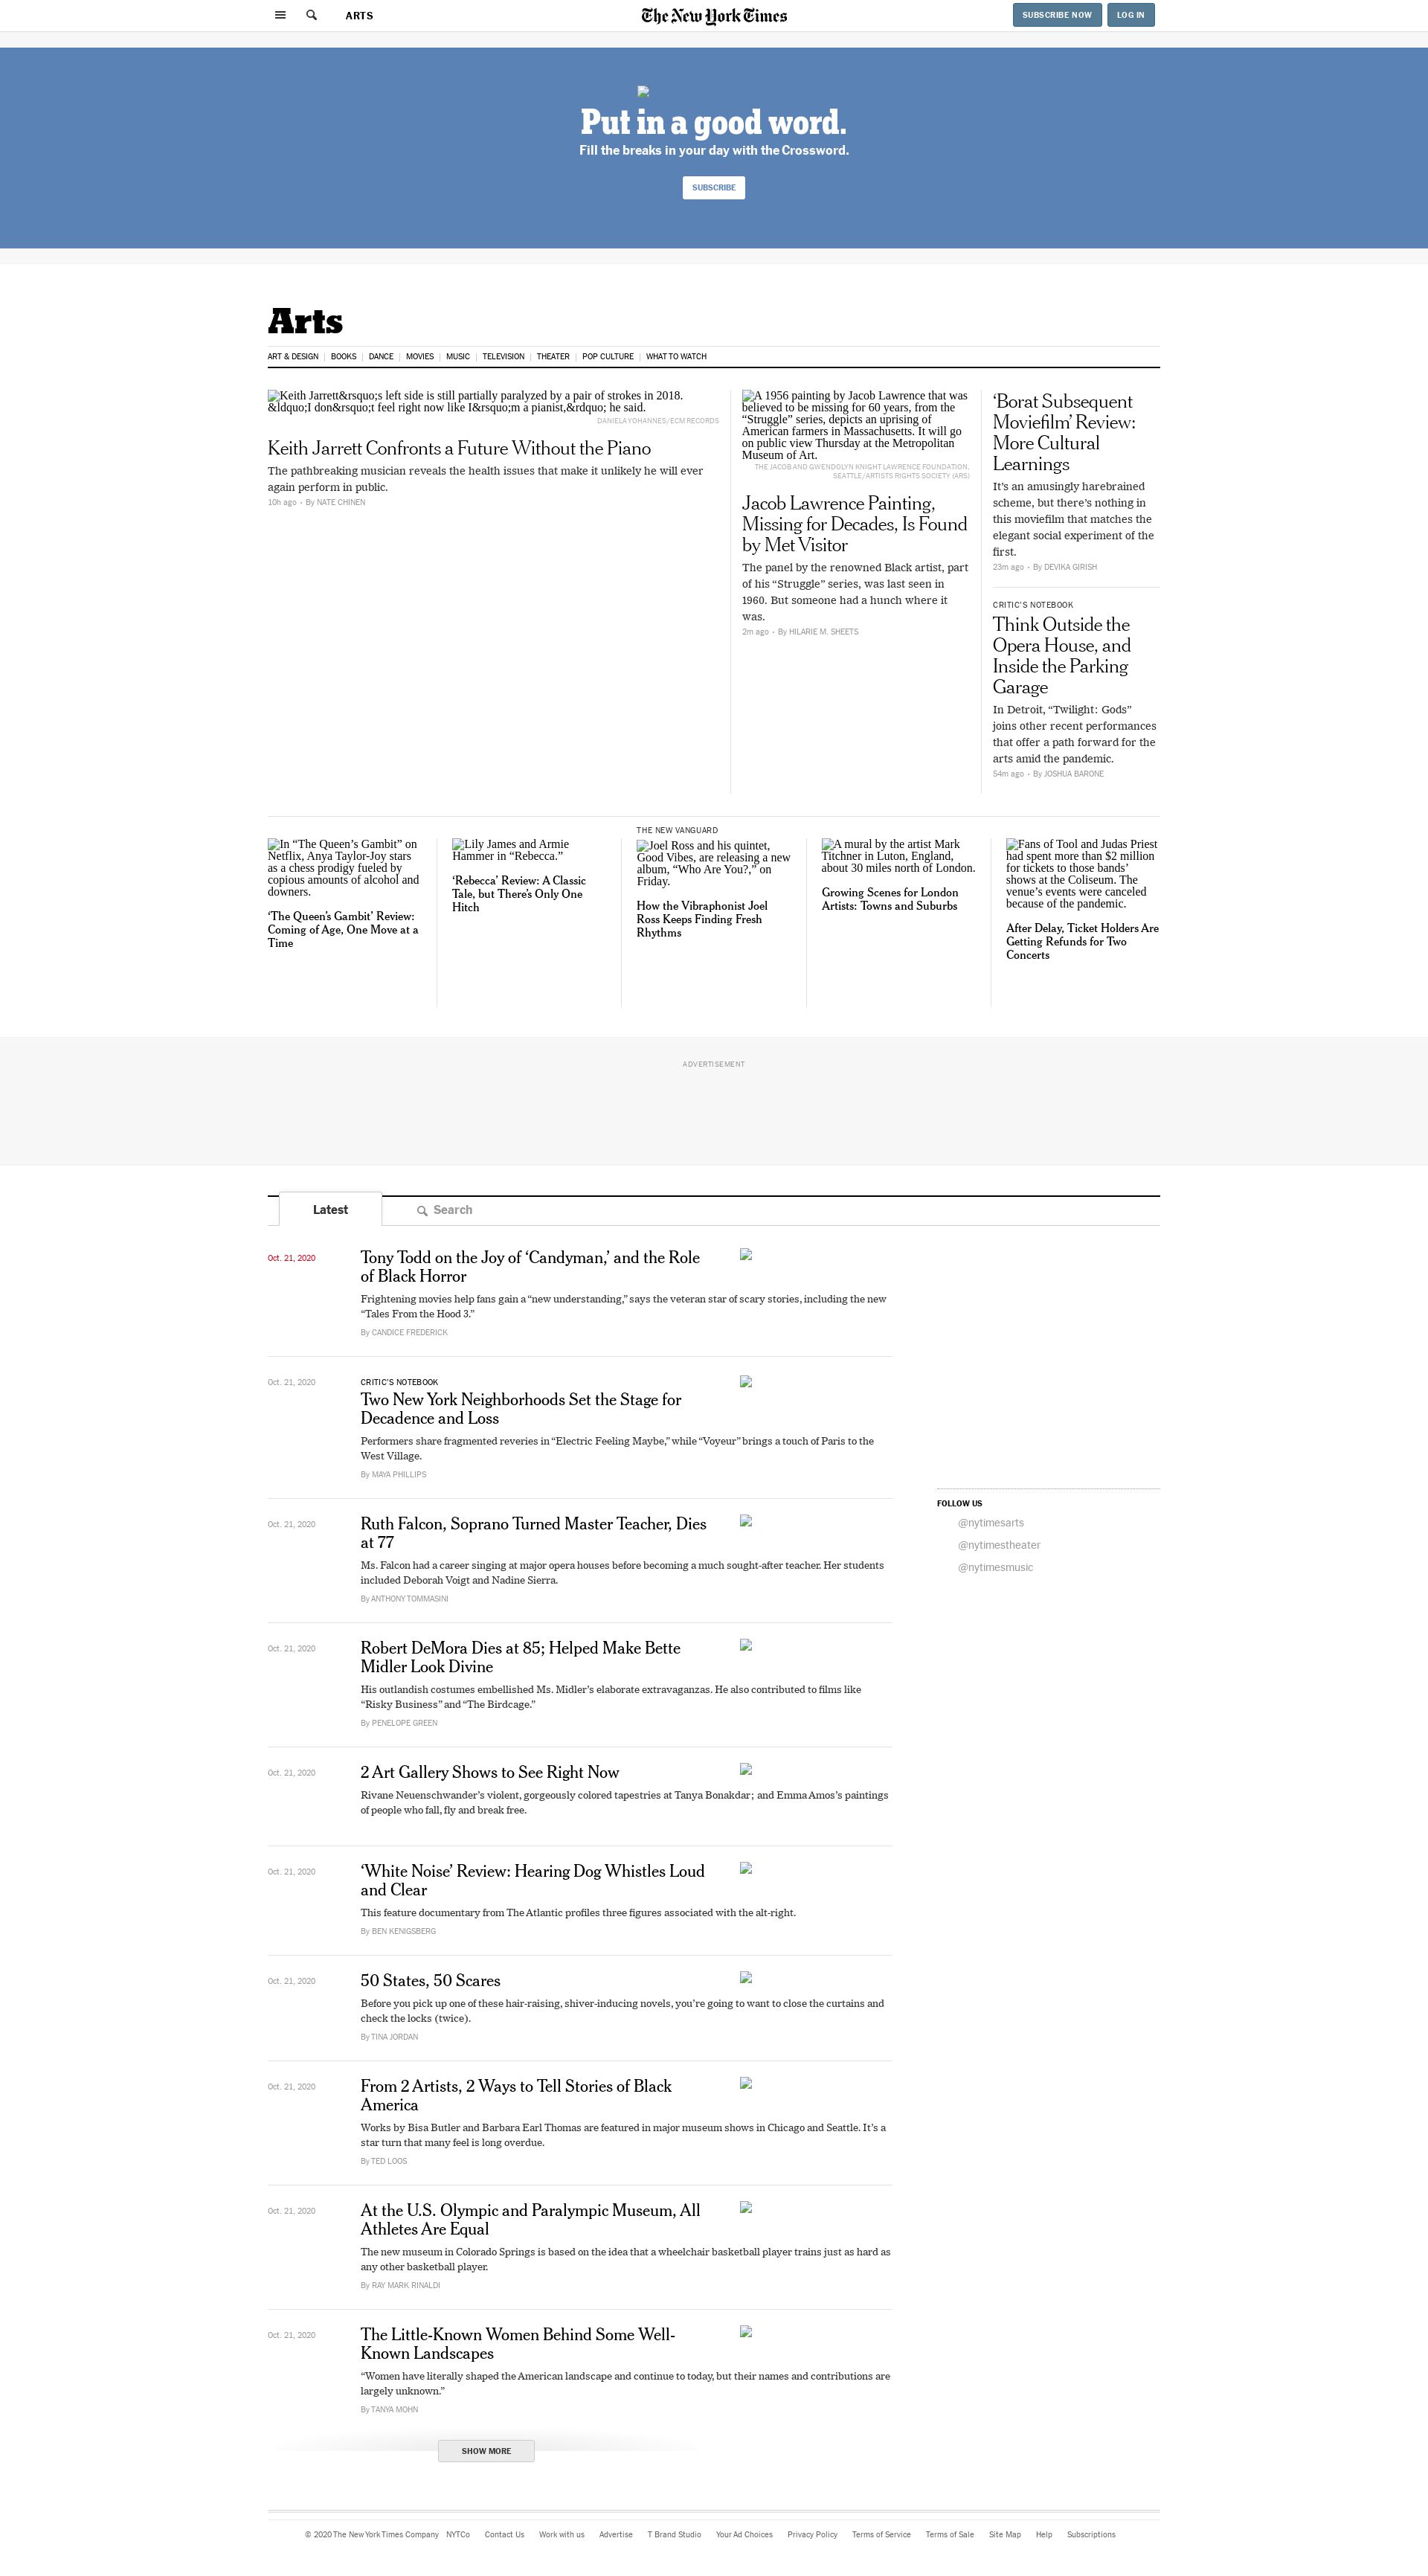 ARTS
The New York Times
SUBSCRIBE NOW
LOG IN
Put in a good word.
Fill the breaks in your day with the Crossword.
SUBSCRIBE
Arts
ART & DESIGN | BOOKS | DANCE | MOVIES | MUSIC | TELEVISION | THEATER | POP CULTURE | WHAT TO WATCH
Keith Jarrett&rsquo;s left side is still partially paralyzed by a pair of strokes in 2018.
&ldquo;I don&rsquo;t feel right now like I&rsquo;m a pianist,&rdquo; he said.
DANIELA YOHANNES/ECM RECORDS
Keith Jarrett Confronts a Future Without the Piano
The pathbreaking musician reveals the health issues that make it unlikely he will ever
again perform in public.
10h ago • By NATE CHINEN
A 1956 painting by Jacob Lawrence that was
believed to be missing for 60 years, from the
“Struggle” series, depicts an uprising of
American farmers in Massachusetts. It will go
on public view Thursday at the Metropolitan
Museum of Art.
THE JACOB AND GWENDOLYN KNIGHT LAWRENCE FOUNDATION,
SEATTLE/ARTISTS RIGHTS SOCIETY (ARS)
Jacob Lawrence Painting,
Missing for Decades, Is Found
by Met Visitor
The panel by the renowned Black artist, part
of his “Struggle” series, was last seen in
1960. But someone had a hunch where it
was.
2m ago • By HILARIE M. SHEETS
‘Borat Subsequent
Moviefilm’ Review:
More Cultural
Learnings
It’s an amusingly harebrained
scheme, but there’s nothing in
this moviefilm that matches the
elegant social experiment of the
first.
23m ago • By DEVIKA GIRISH
CRITIC’S NOTEBOOK
Think Outside the
Opera House, and
Inside the Parking
Garage
In Detroit, “Twilight: Gods”
joins other recent performances
that offer a path forward for the
arts amid the pandemic.
54m ago • By JOSHUA BARONE
In “The Queen’s Gambit” on
Netflix, Anya Taylor-Joy stars
as a chess prodigy fueled by
copious amounts of alcohol and
downers.
‘The Queen’s Gambit’ Review:
Coming of Age, One Move at a
Time
Lily James and Armie
Hammer in “Rebecca.”
‘Rebecca’ Review: A Classic
Tale, but There’s Only One
Hitch
THE NEW VANGUARD
Joel Ross and his quintet,
Good Vibes, are releasing a new
album, “Who Are You?,” on
Friday.
How the Vibraphonist Joel
Ross Keeps Finding Fresh
Rhythms
A mural by the artist Mark
Titchner in Luton, England,
about 30 miles north of London.
Growing Scenes for London
Artists: Towns and Suburbs
Fans of Tool and Judas Priest
had spent more than $2 million
for tickets to those bands’
shows at the Coliseum. The
venue’s events were canceled
because of the pandemic.
After Delay, Ticket Holders Are
Getting Refunds for Two
Concerts
ADVERTISEMENT
Latest
Search
Oct. 21, 2020
Tony Todd on the Joy of ‘Candyman,’ and the Role
of Black Horror
Frightening movies help fans gain a “new understanding,” says the veteran star of scary stories, including the new
“Tales From the Hood 3.”
By CANDICE FREDERICK
Oct. 21, 2020
CRITIC’S NOTEBOOK
Two New York Neighborhoods Set the Stage for
Decadence and Loss
Performers share fragmented reveries in “Electric Feeling Maybe,” while “Voyeur” brings a touch of Paris to the
West Village.
By MAYA PHILLIPS
FOLLOW US
@nytimesarts
@nytimestheater
@nytimesmusic
Oct. 21, 2020
Ruth Falcon, Soprano Turned Master Teacher, Dies
at 77
Ms. Falcon had a career singing at major opera houses before becoming a much sought-after teacher. Her students
included Deborah Voigt and Nadine Sierra.
By ANTHONY TOMMASINI
Oct. 21, 2020
Robert DeMora Dies at 85; Helped Make Bette
Midler Look Divine
His outlandish costumes embellished Ms. Midler’s elaborate extravaganzas. He also contributed to films like
“Risky Business” and “The Birdcage.”
By PENELOPE GREEN
Oct. 21, 2020
2 Art Gallery Shows to See Right Now
Rivane Neuenschwander’s violent, gorgeously colored tapestries at Tanya Bonakdar; and Emma Amos’s paintings
of people who fall, fly and break free.
Oct. 21, 2020
‘White Noise’ Review: Hearing Dog Whistles Loud
and Clear
This feature documentary from The Atlantic profiles three figures associated with the alt-right.
By BEN KENIGSBERG
Oct. 21, 2020
50 States, 50 Scares
Before you pick up one of these hair-raising, shiver-inducing novels, you’re going to want to close the curtains and
check the locks (twice).
By TINA JORDAN
Oct. 21, 2020
From 2 Artists, 2 Ways to Tell Stories of Black
America
Works by Bisa Butler and Barbara Earl Thomas are featured in major museum shows in Chicago and Seattle. It’s a
star turn that many feel is long overdue.
By TED LOOS
Oct. 21, 2020
At the U.S. Olympic and Paralympic Museum, All
Athletes Are Equal
The new museum in Colorado Springs is based on the idea that a wheelchair basketball player trains just as hard as
any other basketball player.
By RAY MARK RINALDI
Oct. 21, 2020
The Little-Known Women Behind Some Well-
Known Landscapes
“Women have literally shaped the American landscape and continue to today, but their names and contributions are
largely unknown.”
By TANYA MOHN
SHOW MORE
© 2020 The New York Times Company NYTCo Contact Us Work with us Advertise T Brand Studio Your Ad Choices Privacy Policy Terms of Service Terms of Sale Site Map Help Subscriptions